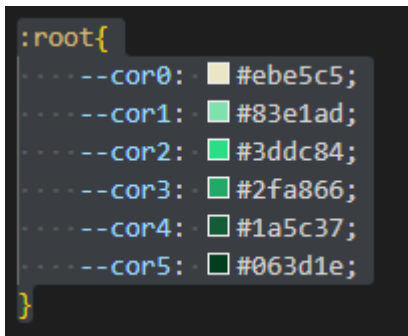 :root{
    --cor0: #ebe5c5;
    --cor1: #83e1ad;
    --cor2: #3ddc84;
    --cor3: #2fa866;
    --cor4: #1a5c37;
    --cor5: #063d1e;
}